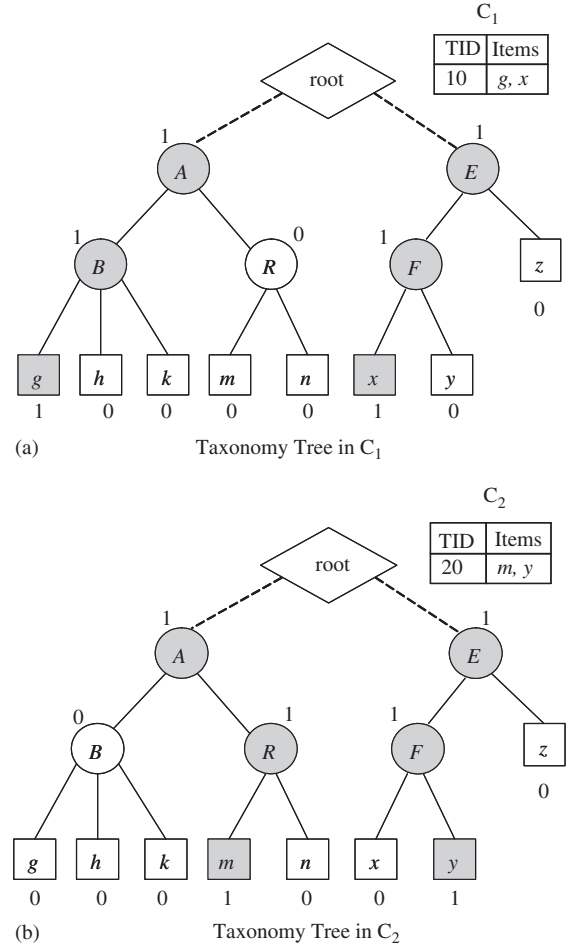 C1
TID Items
10 g, x
root
1 1
A E
1 0 1
B R F z
0
g h k m n x y
1 0 0 0 0 1 0
(a) Taxonomy Tree in C1
C2
TID Items
20 m, y
root
1 1
A E
0 1 1
B R F z
0
g h k m n x y
0 0 0 1 0 0 1
(b) Taxonomy Tree in C2